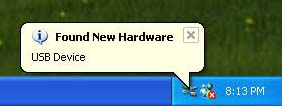 Found New Hardware
USB Device
8:13 PM